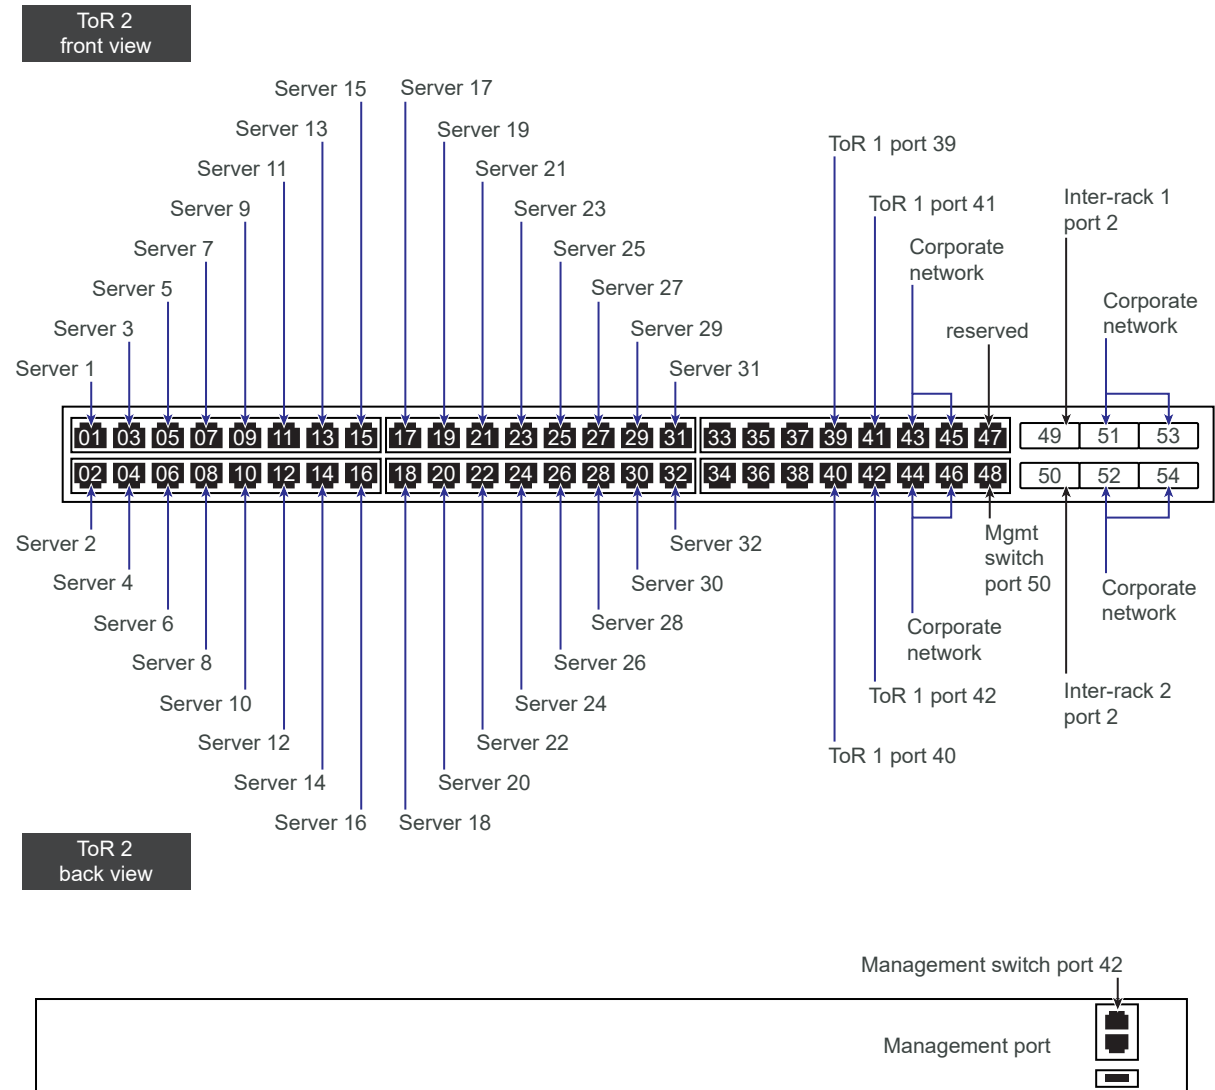 ToR 2
front view
Server 15
Server 17
Server 13
Server 19
Server 11
Server 21
Server 9
Server 23
Server 7
Server 25
Server 5
Server 27
Server 3
Server 29
Server 1
Server 31
ToR 1 port 39
ToR 1 port 41
Corporate
network
reserved
Inter-rack 1
port 2
Corporate
network
01 03 05 07 09 11 13 15 17 19 21 23 25 27 29 31 33 35 37 39 41 43 45 47 49 51 53
02 04 06 08 10 12 14 16 18 20 22 24 26 28 30 32 34 36 38 40 42 44 46 48 50 52 54
Server 2
Server 32
Server 4
Server 30
Server 6
Server 28
Server 8
Server 26
Server 10
Server 24
Server 12
Server 22
Server 14
Server 20
Server 16
Server 18
Mgmt
switch
port 50
Corporate
network
Corporate
network
ToR 1 port 42
Inter-rack 2
port 2
ToR 1 port 40
ToR 2
back view
Management switch port 42
Management port